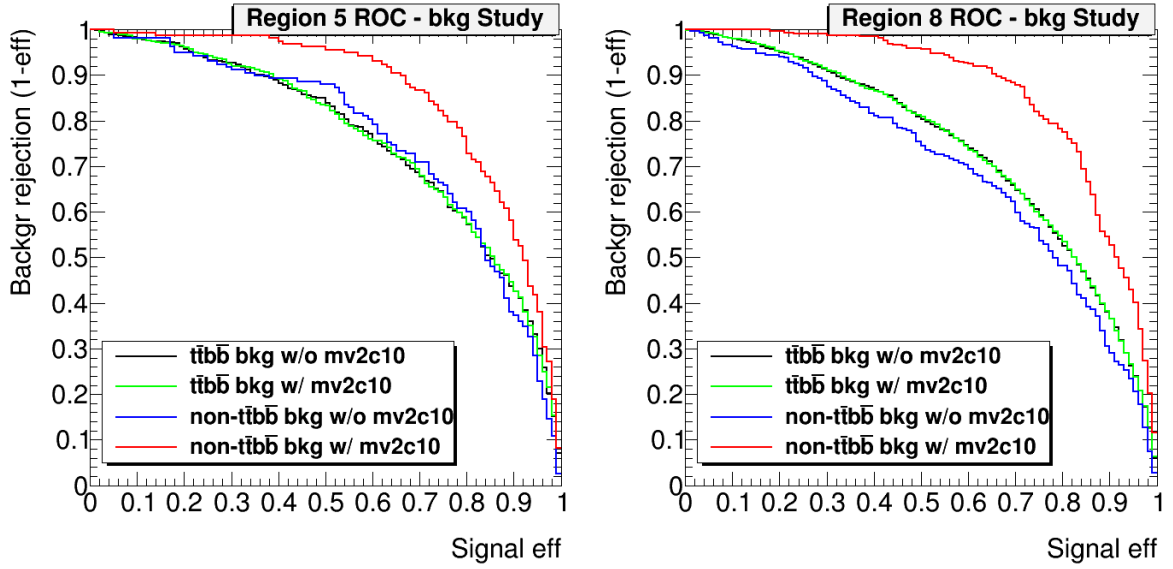 Region 5 ROC - bkg Study
Backgr rejection (1-eff)
1
0.9
0.8
0.7
0.6
0.5
0.4
0.3
0.2
0.1
0
tt̄bb̄ bkg w/o mv2c10
tt̄bb̄ bkg w/ mv2c10
non-tt̄bb̄ bkg w/o mv2c10
non-tt̄bb̄ bkg w/ mv2c10
0 0.1 0.2 0.3 0.4 0.5 0.6 0.7 0.8 0.9 1
Signal eff
Region 8 ROC - bkg Study
Backgr rejection (1-eff)
1
0.9
0.8
0.7
0.6
0.5
0.4
0.3
0.2
0.1
0
tt̄bb̄ bkg w/o mv2c10
tt̄bb̄ bkg w/ mv2c10
non-tt̄bb̄ bkg w/o mv2c10
non-tt̄bb̄ bkg w/ mv2c10
0 0.1 0.2 0.3 0.4 0.5 0.6 0.7 0.8 0.9 1
Signal eff